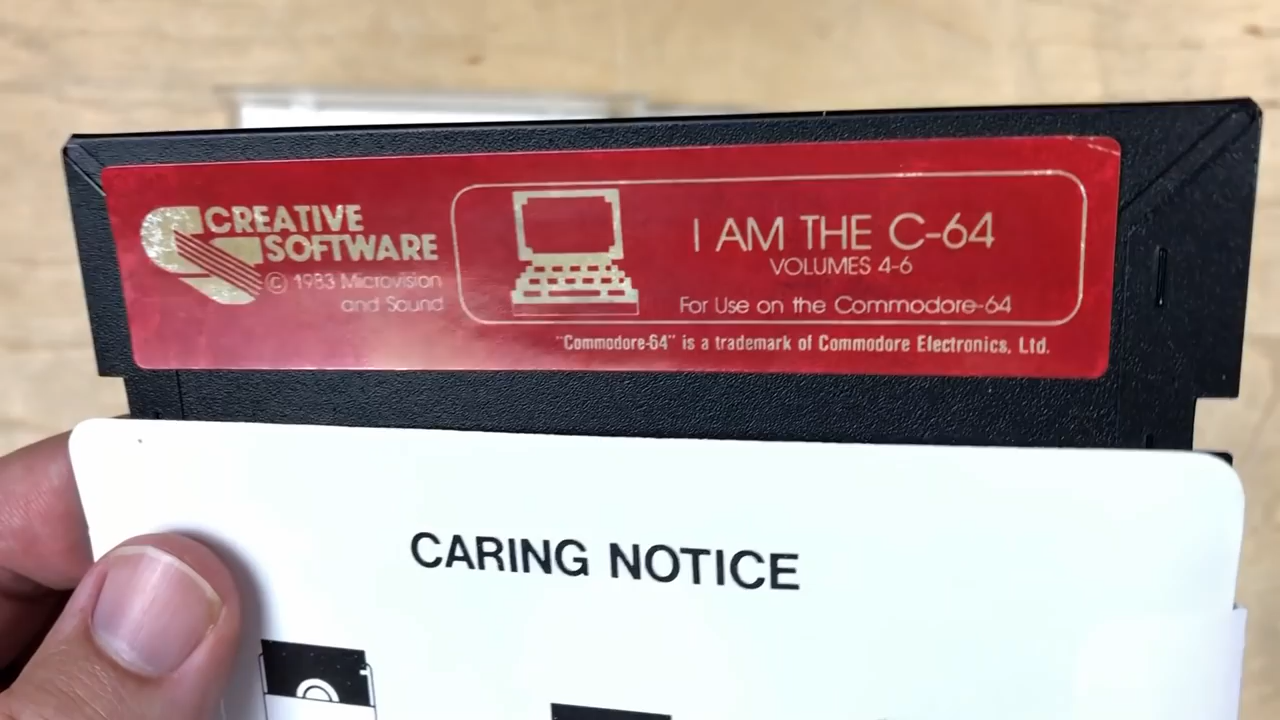 CREATIVE
SOFTWARE
© 1983 Microvision
and Sound
I AM THE C-64
VOLUMES 4-6
For Use on the Commodore-64
"Commodore-64" is a trademark of Commodore Electronics, Ltd.
CARING NOTICE